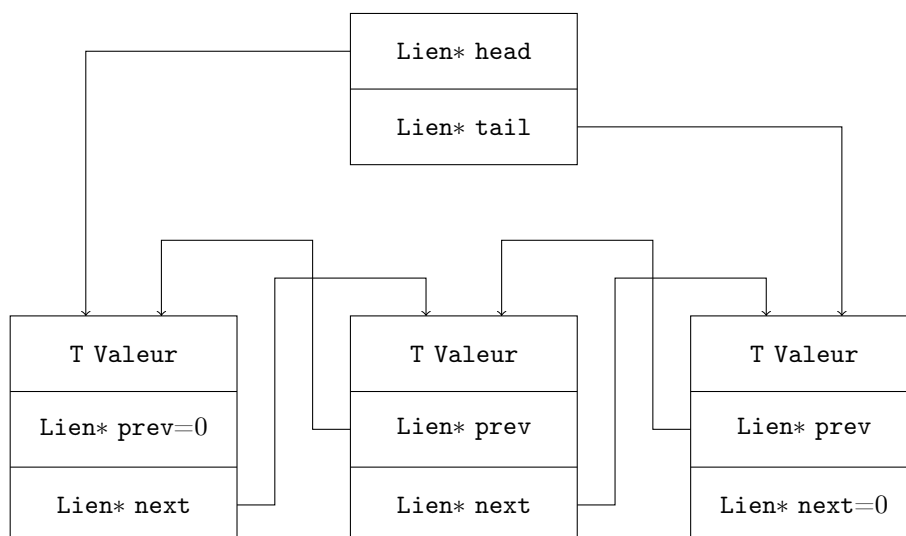 Lien* head
Lien* tail
T Valeur
T Valeur
T Valeur
Lien* prev=0
Lien* prev
Lien* prev
Lien* next
Lien* next
Lien* next=0